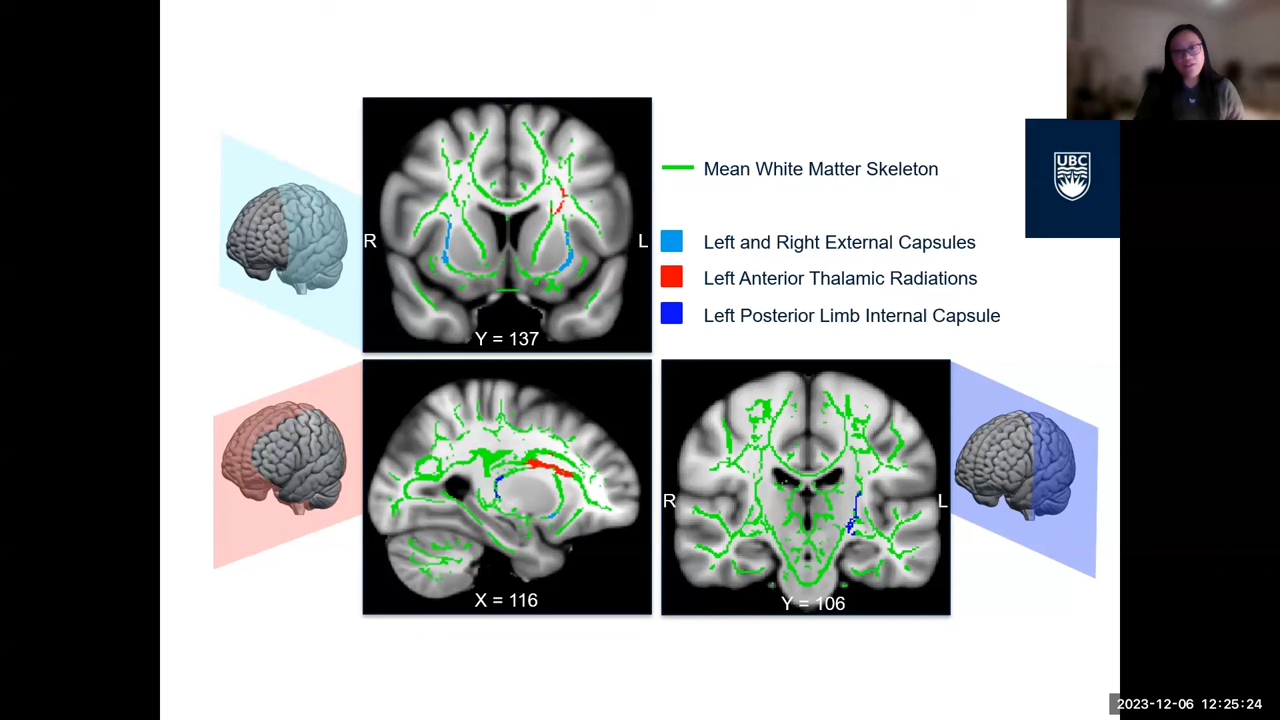 Mean White Matter Skeleton
UBC
R
L
Left and Right External Capsules
Left Anterior Thalamic Radiations
Left Posterior Limb Internal Capsule
Y = 137
R
L
X = 116
Y = 106
2023-12-06 12:25:24